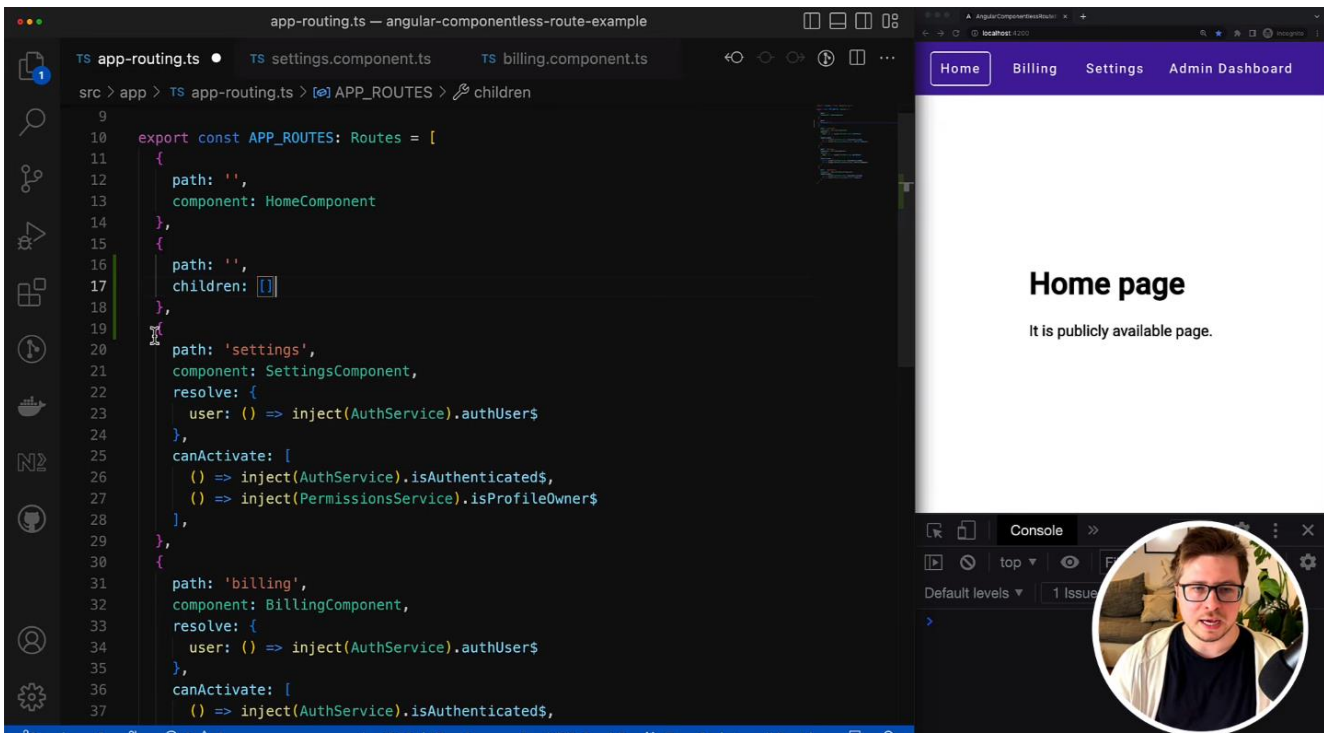 app-routing.ts — angular-componentless-route-example
TS app-routing.ts ●
TS settings.component.ts
TS billing.component.ts
src > app > TS app-routing.ts > APP_ROUTES > children
9
10 export const APP_ROUTES: Routes = [
11 {
12 path: '',
13 component: HomeComponent
14 },
15 {
16 path: '',
17 children: []
18 },
19 {
20 path: 'settings',
21 component: SettingsComponent,
22 resolve: {
23 user: () => inject(AuthService).authUser$
24 },
25 canActivate: [
26 () => inject(AuthService).isAuthenticated$,
27 () => inject(PermissionsService).isProfileOwner$
28 ],
29 },
30 {
31 path: 'billing',
32 component: BillingComponent,
33 resolve: {
34 user: () => inject(AuthService).authUser$
35 },
36 canActivate: [
37 () => inject(AuthService).isAuthenticated$,
1
AngularComponentlessRoute
localhost:4200
Incognito
Home Billing Settings Admin Dashboard
Home page
It is publicly available page.
Console »
top ▼
Default levels ▼ 1 Issue
>